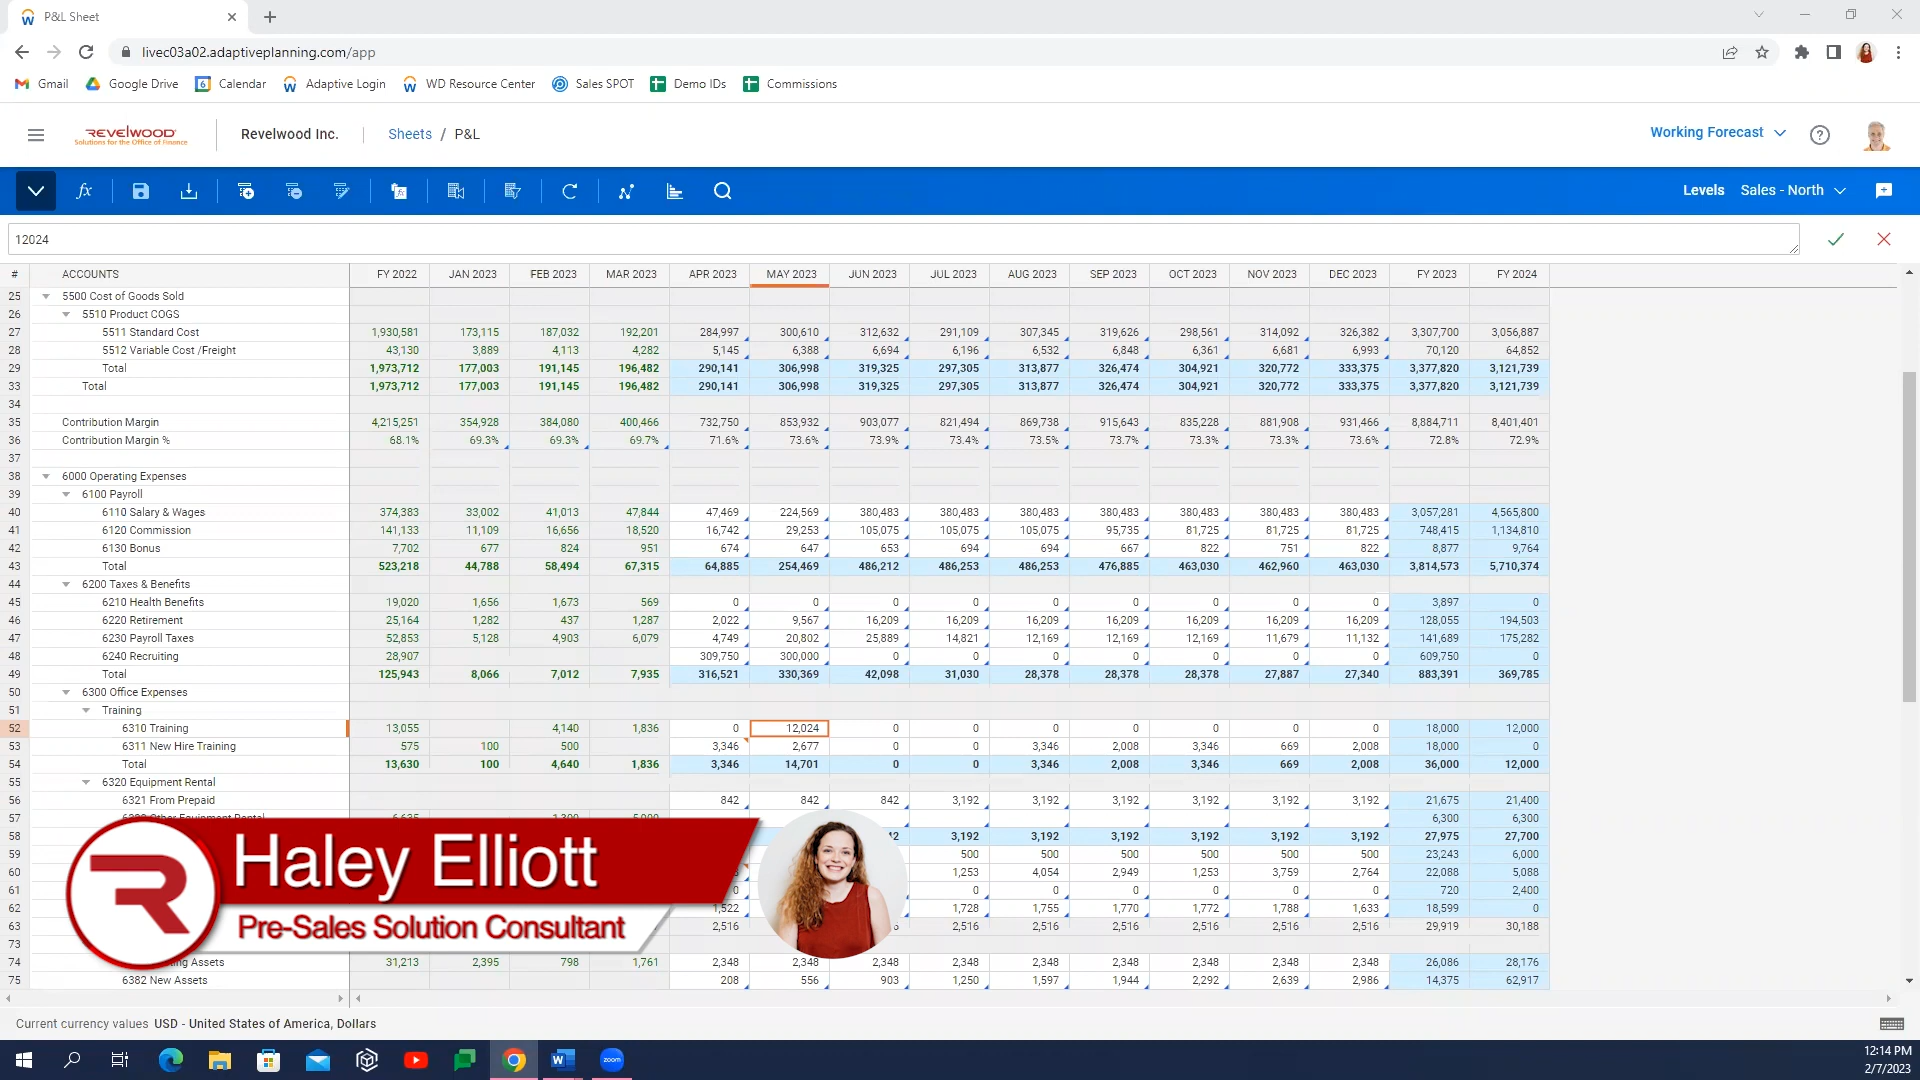 P&L Sheet
livec03a02.adaptiveplanning.com/app
Gmail Google Drive 6 Calendar Adaptive Login WD Resource Center Sales SPOT Demo IDs Commissions
REVELWOOD Revelwood Inc. Sheets / P&L Working Forecast
Solutions for the Office of Finance
fx Levels Sales - North
12024
# ACCOUNTS FY 2022 JAN 2023 FEB 2023 MAR 2023 APR 2023 MAY 2023 JUN 2023 JUL 2023 AUG 2023 SEP 2023 OCT 2023 NOV 2023 DEC 2023 FY 2023 FY 2024
25 5500 Cost of Goods Sold
26 5510 Product COGS
27 5511 Standard Cost 1,930,581 173,115 187,032 192,201 284,997 300,610 312,632 291,109 307,345 319,626 298,561 314,092 326,382 3,307,700 3,056,887
28 5512 Variable Cost /Freight 43,130 3,889 4,113 4,282 5,145 6,388 6,694 6,196 6,532 6,848 6,361 6,681 6,993 70,120 64,852
29 Total 1,973,712 177,003 191,145 196,482 290,141 306,998 319,325 297,305 313,877 326,474 304,921 320,772 333,375 3,377,820 3,121,739
33 Total 1,973,712 177,003 191,145 196,482 290,141 306,998 319,325 297,305 313,877 326,474 304,921 320,772 333,375 3,377,820 3,121,739
34
35 Contribution Margin 4,215,251 354,928 384,080 400,466 732,750 853,932 903,077 821,494 869,738 915,643 835,228 881,908 931,466 8,884,711 8,401,401
36 Contribution Margin % 68.1% 69.3% 69.3% 69.7% 71.6% 73.6% 73.9% 73.4% 73.5% 73.7% 73.3% 73.3% 73.6% 72.8% 72.9%
37
38 6000 Operating Expenses
39 6100 Payroll
40 6110 Salary & Wages 374,383 33,002 41,013 47,844 47,469 224,569 380,483 380,483 380,483 380,483 380,483 380,483 380,483 3,057,281 4,565,800
41 6120 Commission 141,133 11,109 16,656 18,520 16,742 29,253 105,075 105,075 105,075 95,735 81,725 81,725 81,725 748,415 1,134,810
42 6130 Bonus 7,702 677 824 951 674 647 653 694 694 667 822 751 822 8,877 9,764
43 Total 523,218 44,788 58,494 67,315 64,885 254,469 486,212 486,253 486,253 476,885 463,030 462,960 463,030 3,814,573 5,710,374
44 6200 Taxes & Benefits
45 6210 Health Benefits 19,020 1,656 1,673 569 0 0 0 0 0 0 0 0 0 3,897 0
46 6220 Retirement 25,164 1,282 437 1,287 2,022 9,567 16,209 16,209 16,209 16,209 16,209 16,209 16,209 128,055 194,503
47 6230 Payroll Taxes 52,853 5,128 4,903 6,079 4,749 20,802 25,889 14,821 12,169 12,169 12,169 11,679 11,132 141,689 175,282
48 6240 Recruiting 28,907 309,750 300,000 0 0 0 0 0 0 0 609,750 0
49 Total 125,943 8,066 7,012 7,935 316,521 330,369 42,098 31,030 28,378 28,378 28,378 27,887 27,340 883,391 369,785
50 6300 Office Expenses
51 Training
52 6310 Training 13,055 4,140 1,836 0 12,024 0 0 0 0 0 0 0 18,000 12,000
53 6311 New Hire Training 575 100 500 3,346 2,677 0 0 3,346 2,008 3,346 669 2,008 18,000 0
54 Total 13,630 100 4,640 1,836 3,346 14,701 0 0 3,346 2,008 3,346 669 2,008 36,000 12,000
55 6320 Equipment Rental
56 6321 From Prepaid 842 842 842 3,192 3,192 3,192 3,192 3,192 3,192 21,675 21,400
57 6,300 6,300
58 3,192 3,192 3,192 3,192 3,192 3,192 27,975 27,700
59 500 500 500 500 500 500 23,243 6,000
60 1,253 4,054 2,949 1,253 3,759 2,764 22,088 5,088
61 0 0 0 0 0 0 0 720 2,400
62 1,522 1,728 1,755 1,770 1,772 1,788 1,633 18,599 0
63 2,516 2,516 2,516 2,516 2,516 2,516 2,516 29,919 30,188
73
74 Assets 31,213 2,395 798 1,761 2,348 2,348 2,348 2,348 2,348 2,348 2,348 2,348 2,348 26,086 28,176
75 6382 New Assets 208 556 903 1,250 1,597 1,944 2,292 2,639 2,986 14,375 62,917
Haley Elliott
Pre-Sales Solution Consultant
Current currency values USD - United States of America, Dollars
zoom
12:14 PM
2/7/2023